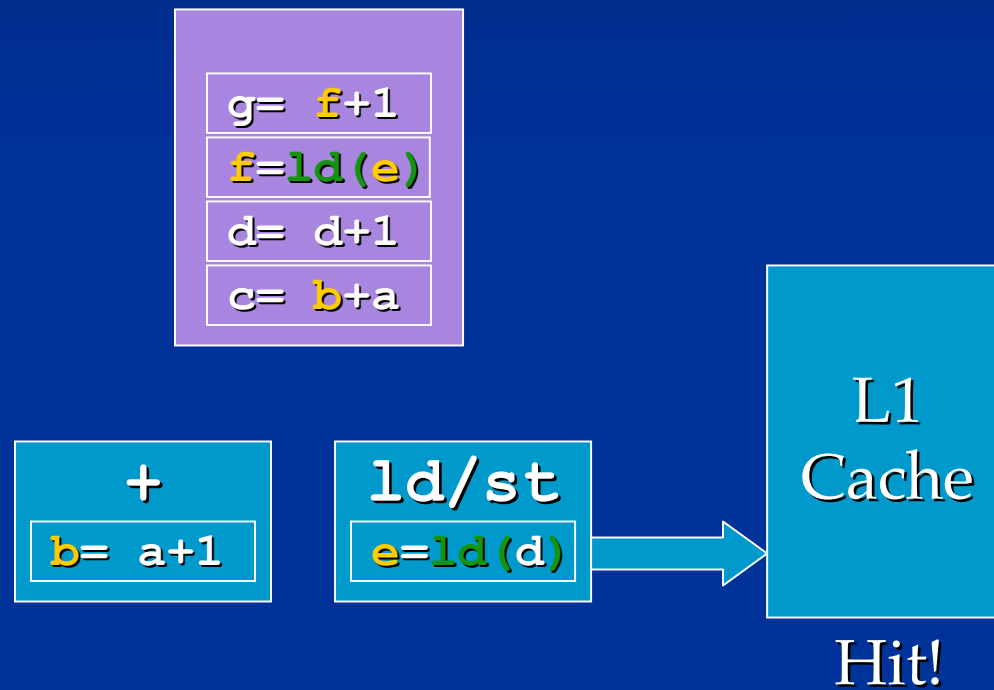 g= f+1
f=ld(e)
d= d+1
c= b+a
+
b= a+1
ld/st
e=ld(d)
L1
Cache
Hit!